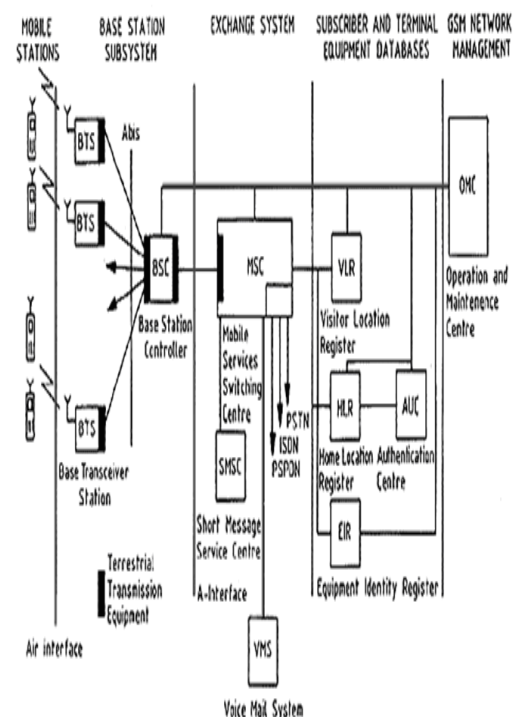 MOBILE
STATIONS
BASE STATION
SUBSYSTEM
EXCHANGE SYSTEM
SUBSCRIBER AND TERMINAL
EQUIPMENT DATABASES
GSM NETWORK
MANAGEMENT
Abis
BTS
BTS
BTS
BSC
Base Station
Controller
MSC
Mobile
Services
Switching
Centre
VLR
Visitor Location
Register
OMC
Operation and
Maintenence
Centre
PSTN
ISDN
PSPDN
HLR
AUC
Home Location
Register
Authentication
Centre
SMSC
Short Message
Service Centre
EIR
Equipment Identity Register
Base Transceiver
Station
Terrestrial
Transmission
Equipment
A-Interface
Air interface
VMS
Voice Mail System